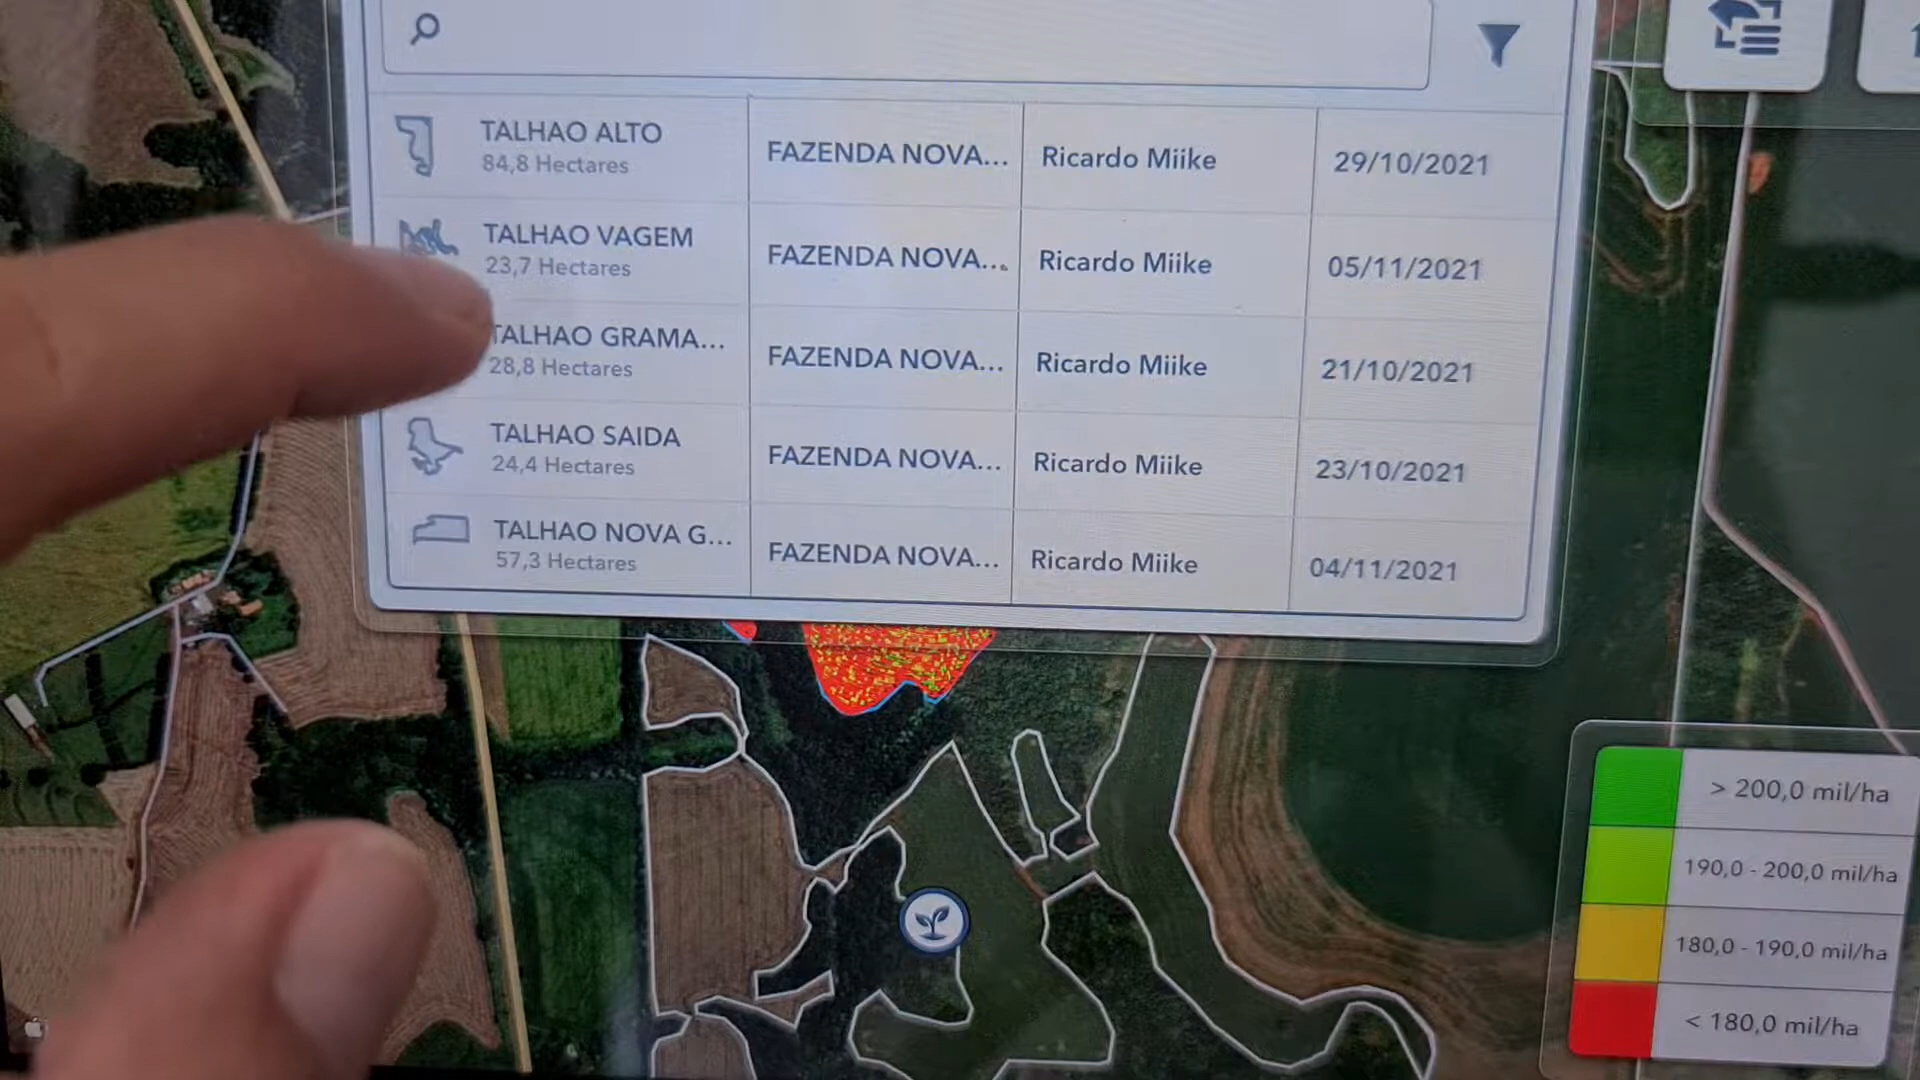 TALHAO ALTO
84,8 Hectares
FAZENDA NOVA...
Ricardo Miike
29/10/2021
TALHAO VAGEM
23,7 Hectares
FAZENDA NOVA...
Ricardo Miike
05/11/2021
TALHAO GRAMA...
28,8 Hectares
FAZENDA NOVA...
Ricardo Miike
21/10/2021
TALHAO SAIDA
24,4 Hectares
FAZENDA NOVA...
Ricardo Miike
23/10/2021
TALHAO NOVA G...
57,3 Hectares
FAZENDA NOVA...
Ricardo Miike
04/11/2021
> 200,0 mil/ha
190,0 - 200,0 mil/ha
180,0 - 190,0 mil/ha
< 180,0 mil/ha